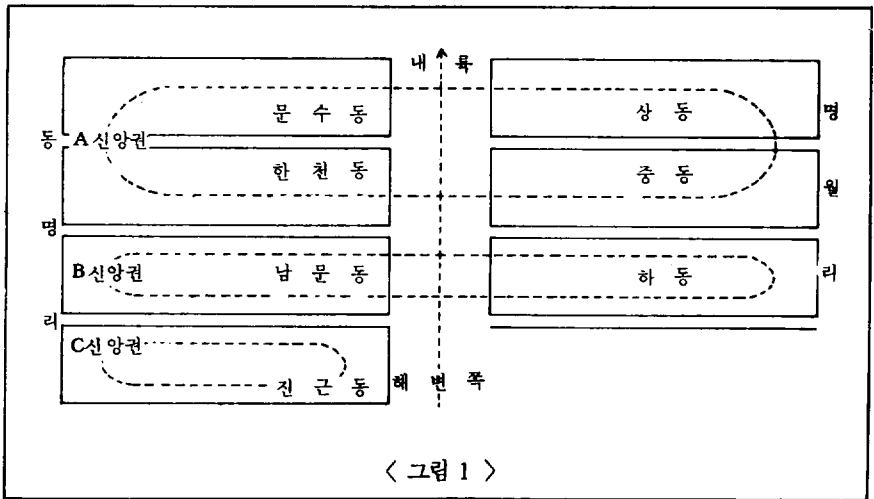 내 륙
문 수 동
상 동
명
동
A 신앙권
한 천 동
중 동
월
명
B 신앙권
남 문 동
하 동
리
리
C 신앙권
진 근 동
해 변 쪽
〈 그림 1 〉